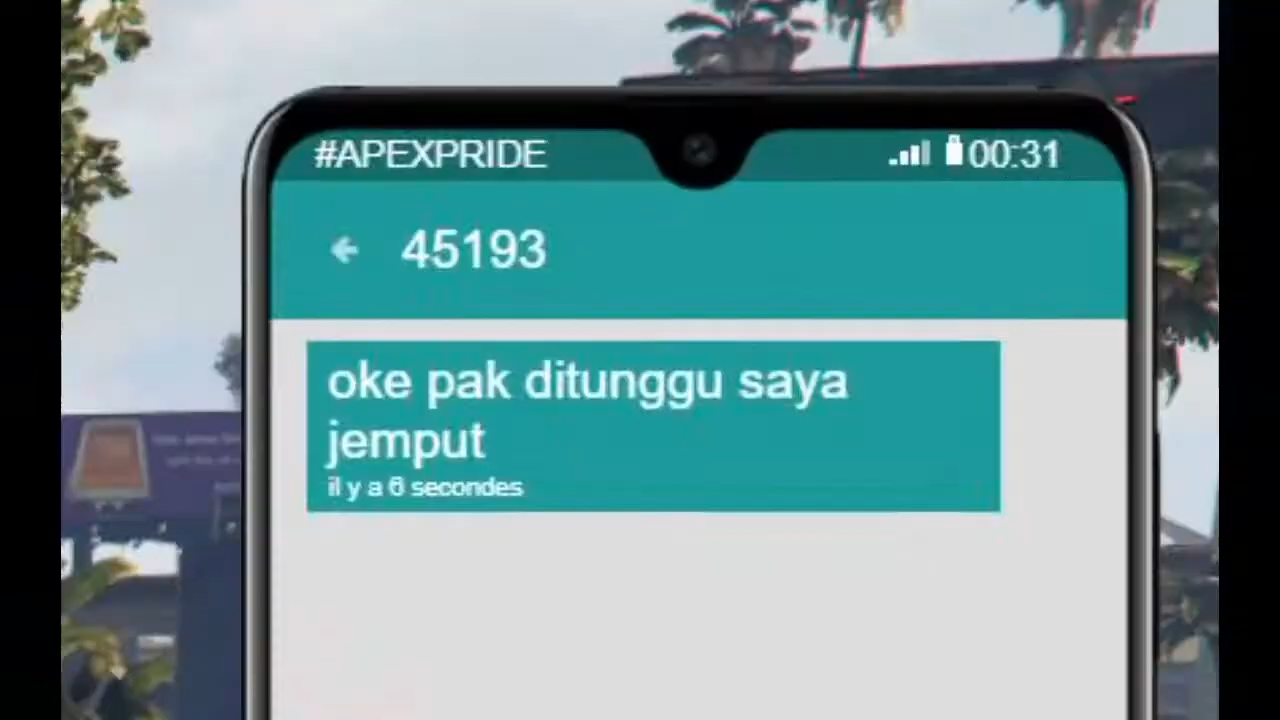 #APEXPRIDE
00:31
45193
oke pak ditunggu saya
jemput
il y a 6 secondes